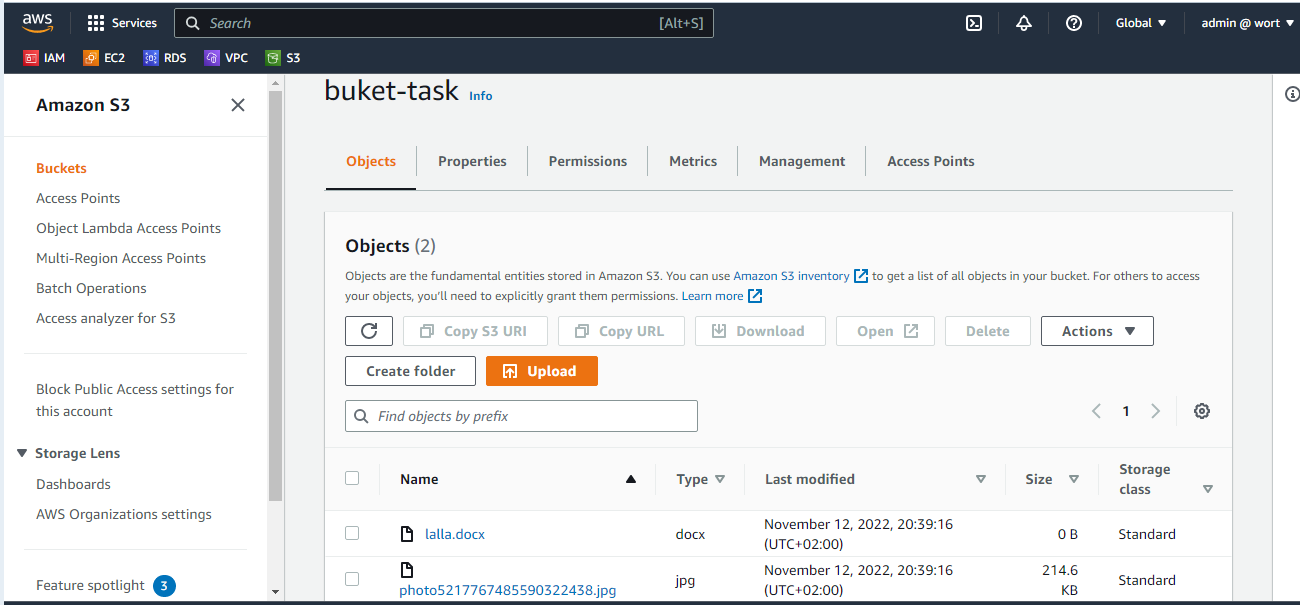 aws
Services
Search [Alt+S]
Global
admin @ wort
IAM
EC2
RDS
VPC
S3
Amazon S3
Buckets
Access Points
Object Lambda Access Points
Multi-Region Access Points
Batch Operations
Access analyzer for S3
Block Public Access settings for
this account
Storage Lens
Dashboards
AWS Organizations settings
Feature spotlight 3
buket-task Info
Objects
Properties
Permissions
Metrics
Management
Access Points
Objects (2)
Objects are the fundamental entities stored in Amazon S3. You can use Amazon S3 inventory to get a list of all objects in your bucket. For others to access
your objects, you'll need to explicitly grant them permissions. Learn more
Copy S3 URI
Copy URL
Download
Open
Delete
Actions
Create folder
Upload
Find objects by prefix
1
Name
Type
Last modified
Size
Storage
class
lalla.docx
docx
November 12, 2022, 20:39:16
(UTC+02:00)
0 B
Standard
photo5217767485590322438.jpg
jpg
November 12, 2022, 20:39:16
(UTC+02:00)
214.6
KB
Standard